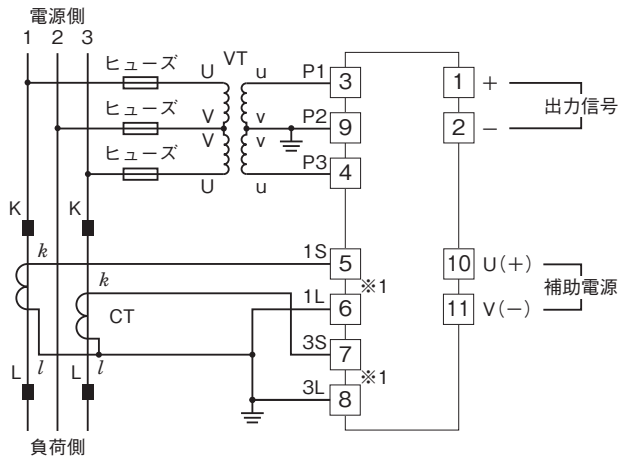 電源側
1 2 3
ヒューズ U VT u P1 3 1 +
出力信号
ヒューズ V v P2 9 2 −
ヒューズ V v
U u P3 4
K K
k 1S 5 10 U(+)
※1
補助電源
k 1L 6 11 V(−)
CT 3S 7
l l ※1
L L 3L 8
負荷側